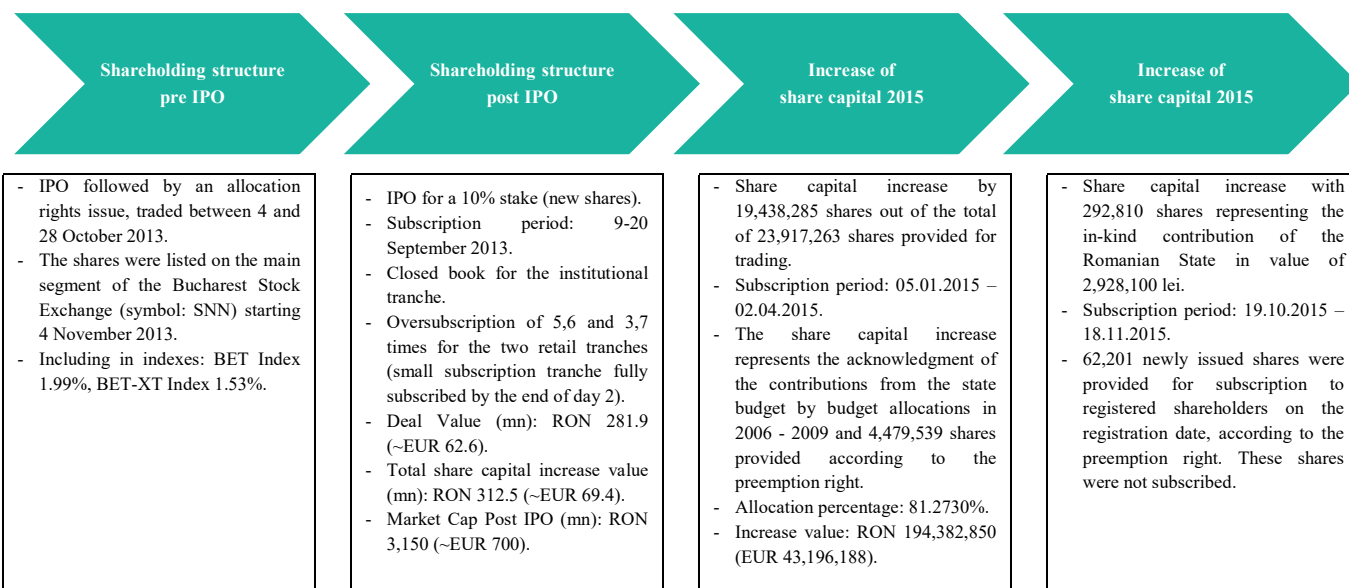 Shareholding structure
pre IPO
Shareholding structure
post IPO
Increase of
share capital 2015
Increase of
share capital 2015
- IPO followed by an allocation
rights issue, traded between 4 and
28 October 2013.
- The shares were listed on the main
segment of the Bucharest Stock
Exchange (symbol: SNN) starting
4 November 2013.
- Including in indexes: BET Index
1.99%, BET-XT Index 1.53%.
- IPO for a 10% stake (new shares).
- Subscription period: 9-20
September 2013.
- Closed book for the institutional
tranche.
- Oversubscription of 5,6 and 3,7
times for the two retail tranches
(small subscription tranche fully
subscribed by the end of day 2).
- Deal Value (mn): RON 281.9
(~EUR 62.6).
- Total share capital increase value
(mn): RON 312.5 (~EUR 69.4).
- Market Cap Post IPO (mn): RON
3,150 (~EUR 700).
- Share capital increase by
19,438,285 shares out of the total
of 23,917,263 shares provided for
trading.
- Subscription period: 05.01.2015 –
02.04.2015.
- The share capital increase
represents the acknowledgment of
the contributions from the state
budget by budget allocations in
2006 - 2009 and 4,479,539 shares
provided according to the
preemption right.
- Allocation percentage: 81.2730%.
- Increase value: RON 194,382,850
(EUR 43,196,188).
- Share capital increase with
292,810 shares representing the
in-kind contribution of the
Romanian State in value of
2,928,100 lei.
- Subscription period: 19.10.2015 –
18.11.2015.
- 62,201 newly issued shares were
provided for subscription to
registered shareholders on the
registration date, according to the
preemption right. These shares
were not subscribed.